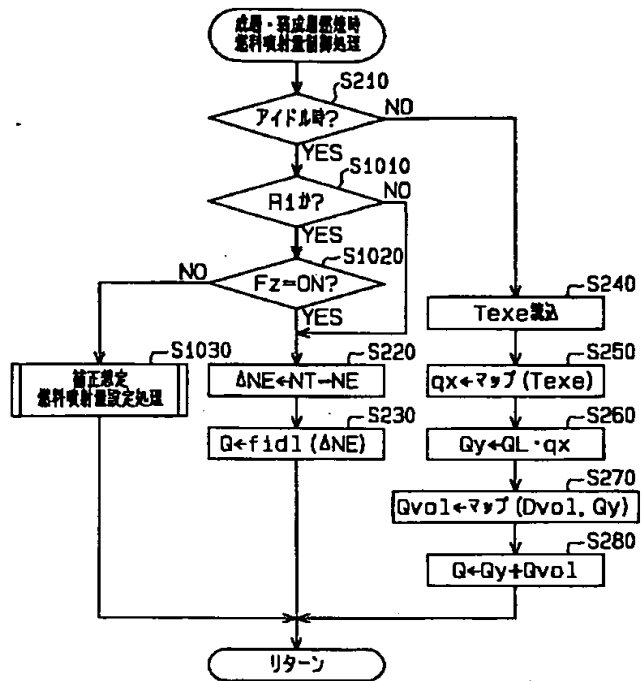 成層・弱成層燃焼時
燃料噴射量制御処理
S210
アイドル時?
NO
YES
S1010
R1か?
NO
YES
S1020
Fz=ON?
NO
YES
S240
Texe読込
S1030
補正想定
燃料噴射量設定処理
S220
ΔNE←NT-NE
S250
qx←マップ(Texe)
S230
Q←fidl(ΔNE)
S260
Qy←QL・qx
S270
Qvol←マップ(Dvol, Qy)
S280
Q←Qy+Qvol
リターン